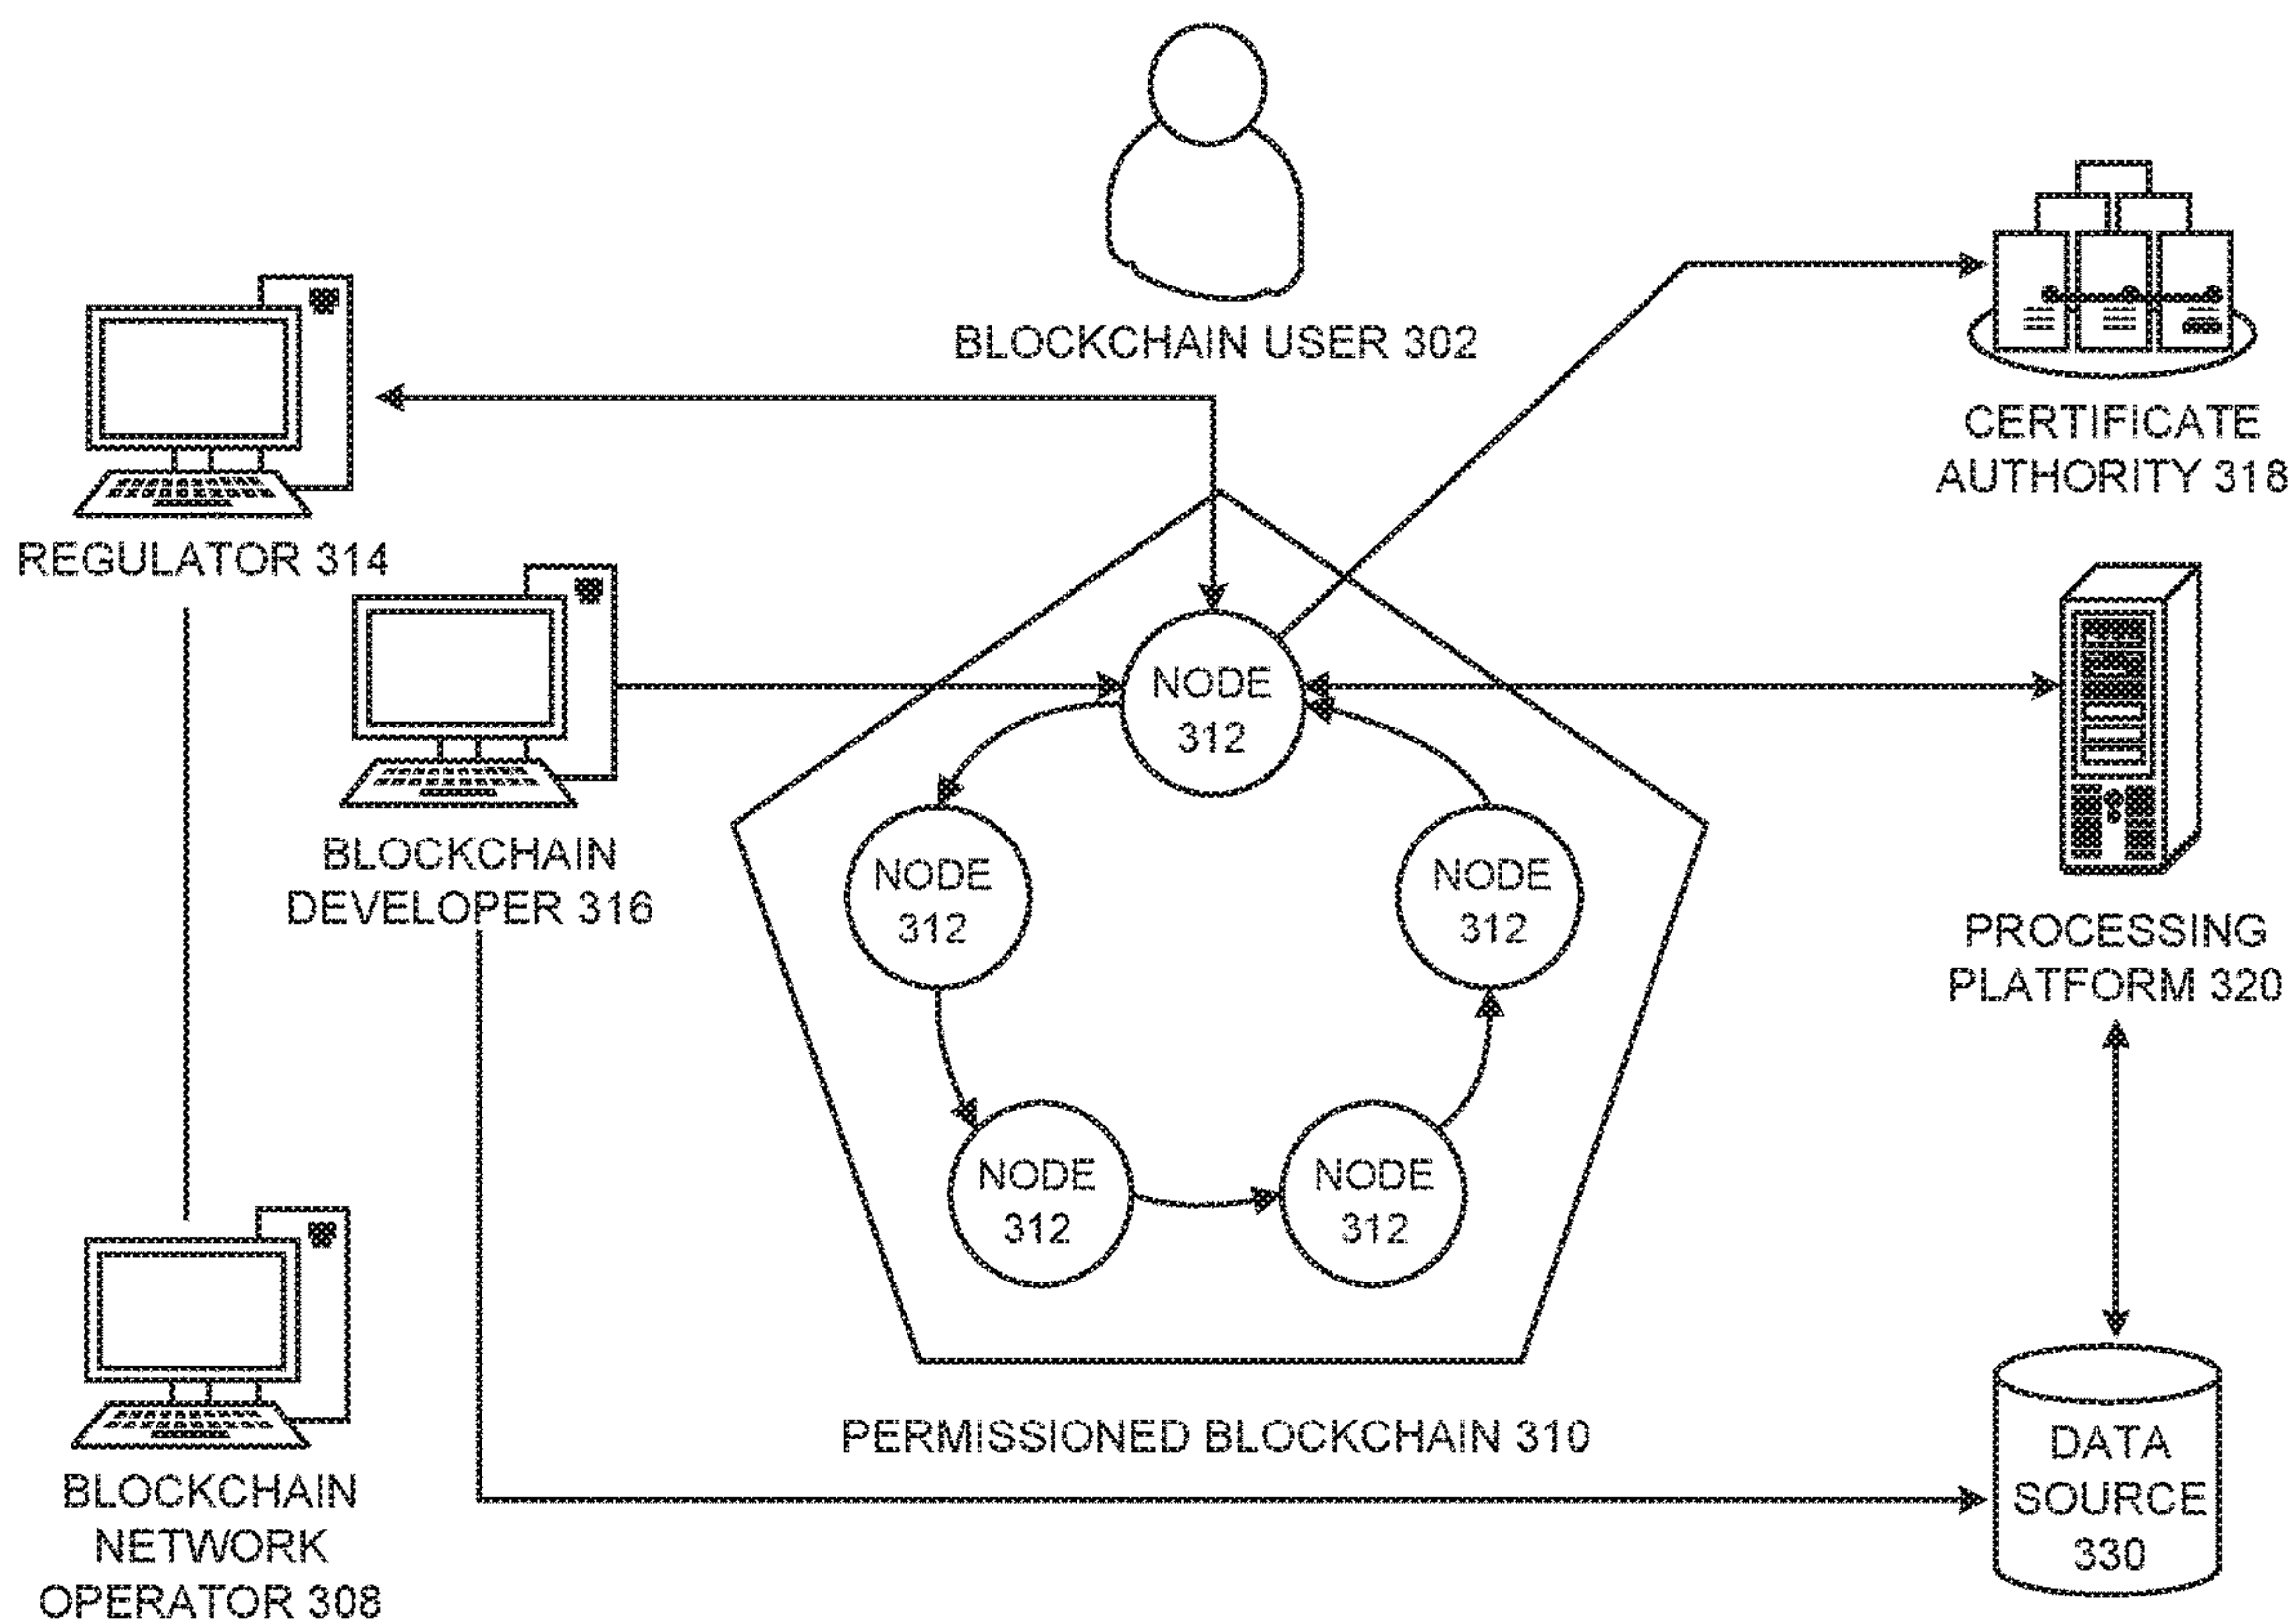 BLOCKCHAIN USER 302
CERTIFICATE
AUTHORITY 318
REGULATOR 314
NODE
312
BLOCKCHAIN
DEVELOPER 316
NODE
312
NODE
312
PROCESSING
PLATFORM 320
NODE
312
NODE
312
PERMISSIONED BLOCKCHAIN 310
DATA
SOURCE
330
BLOCKCHAIN
NETWORK
OPERATOR 308